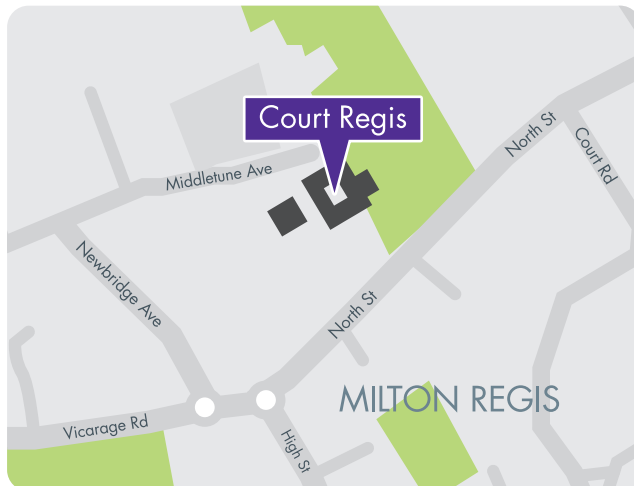 Court Regis
North St
Court Rd
Middletune Ave
Newbridge Ave
North St
MILTON REGIS
Vicarage Rd
High St